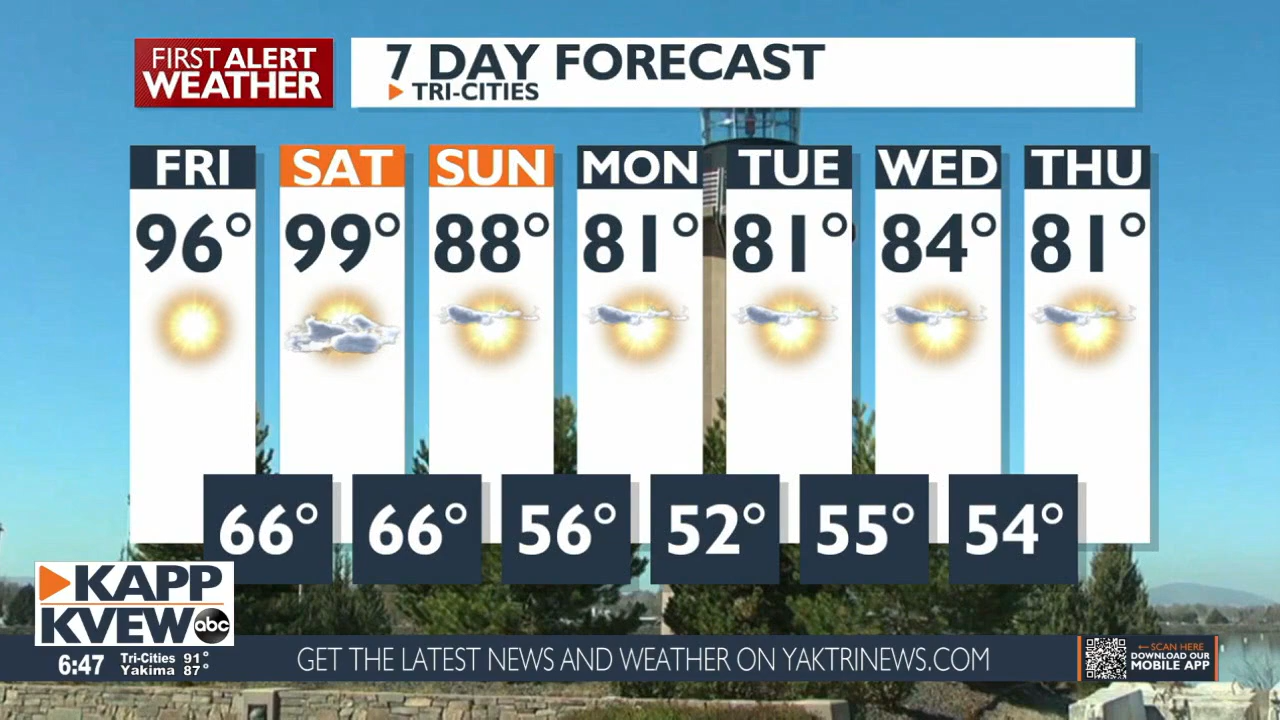 FIRST ALERT
WEATHER
7 DAY FORECAST
TRI-CITIES
FRI SAT SUN MON TUE WED THU
96° 99° 88° 81° 81° 84° 81°
66° 66° 56° 52° 55° 54°
KAPP
KVEW abc
6:47
Tri-Cities 91°
Yakima 87°
GET THE LATEST NEWS AND WEATHER ON YAKTRINEWS.COM
SCAN HERE
DOWNLOAD OUR
MOBILE APP